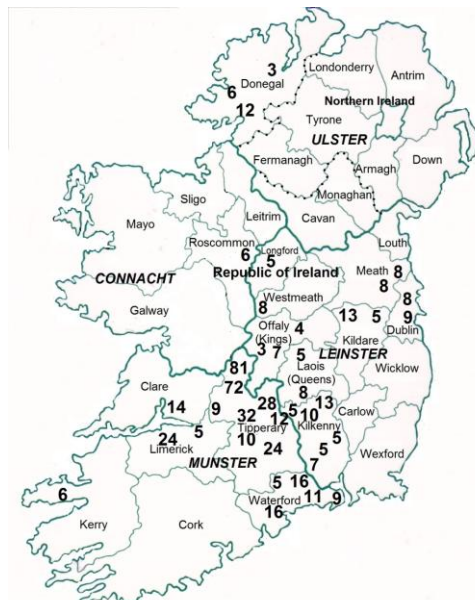 Londonderry
Antrim
3
Donegal
6
Northern Ireland
12
Tyrone
ULSTER
Fermanagh
Armagh
Down
Monaghan
Sligo
Cavan
Leitrim
Mayo
Roscommon
Louth
6
Longford
5
Meath
8
CONNACHT
Republic of Ireland
8
Westmeath
8
Galway
8
13
5
9
Offaly
4
Dublin
(Kings)
Kildare
3
7
5
LEINSTER
81
Laois
Wicklow
Clare
72
(Queens)
8
14
9
28
13
5
10
Carlow
32
12
Tipperary
Kilkenny
24
5
10
5
Limerick
24
5
Wexford
MUNSTER
7
5
16
6
Waterford
11
9
16
Kerry
Cork